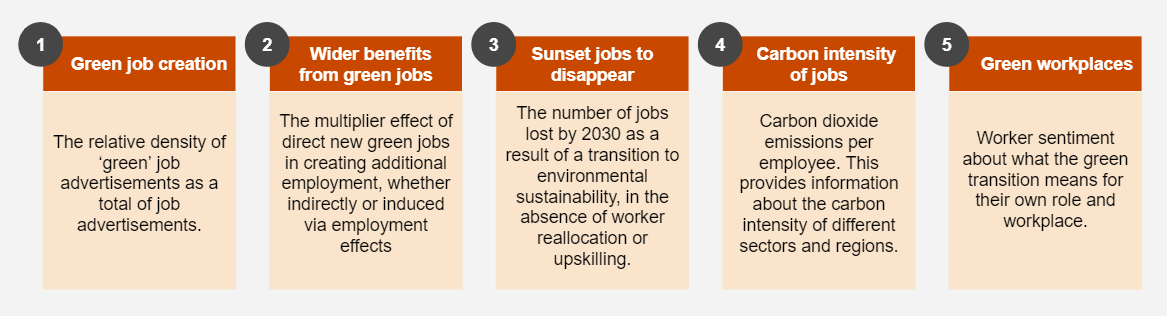 1
Green job creation
The relative density of
‘green’ job
advertisements as a
total of job
advertisements.
2
Wider benefits
from green jobs
The multiplier effect of
direct new green jobs
in creating additional
employment, whether
indirectly or induced
via employment
effects
3
Sunset jobs to
disappear
The number of jobs
lost by 2030 as a
result of a transition to
environmental
sustainability, in the
absence of worker
reallocation or
upskilling.
4
Carbon intensity
of jobs
Carbon dioxide
emissions per
employee. This
provides information
about the carbon
intensity of different
sectors and regions.
5
Green workplaces
Worker sentiment
about what the green
transition means for
their own role and
workplace.